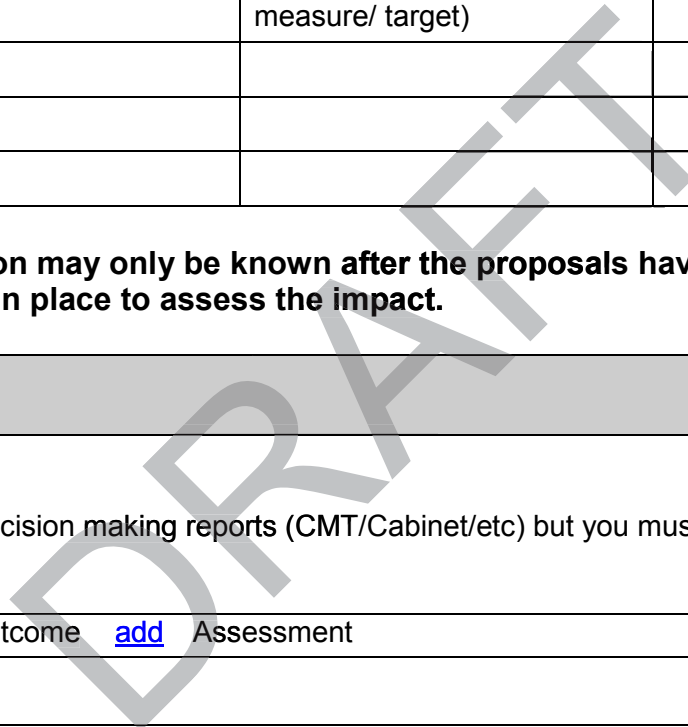 measure/ target)
on may only be known after the proposals hav
n place to assess the impact.
cision making reports (CMT/Cabinet/etc) but you mus
tcome add Assessment
DRAFT